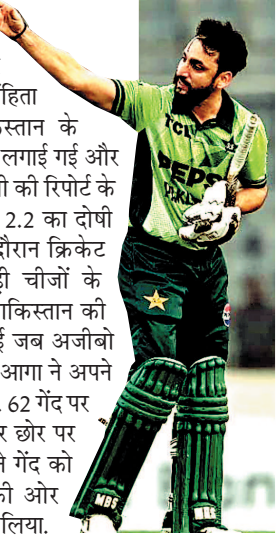 हिता
स्तान के
लगाई गई और
ी की रिपोर्ट के
2.2 का दोषी
दौरान क्रिकेट
ड़ी चीजों के
ाकिस्तान की
ई जब अजीबो
आगा ने अपने
. 62 गेंद पर
र छोर पर
ने गेंद को
की ओर
लिया.
TCL
PEPSI
MBS